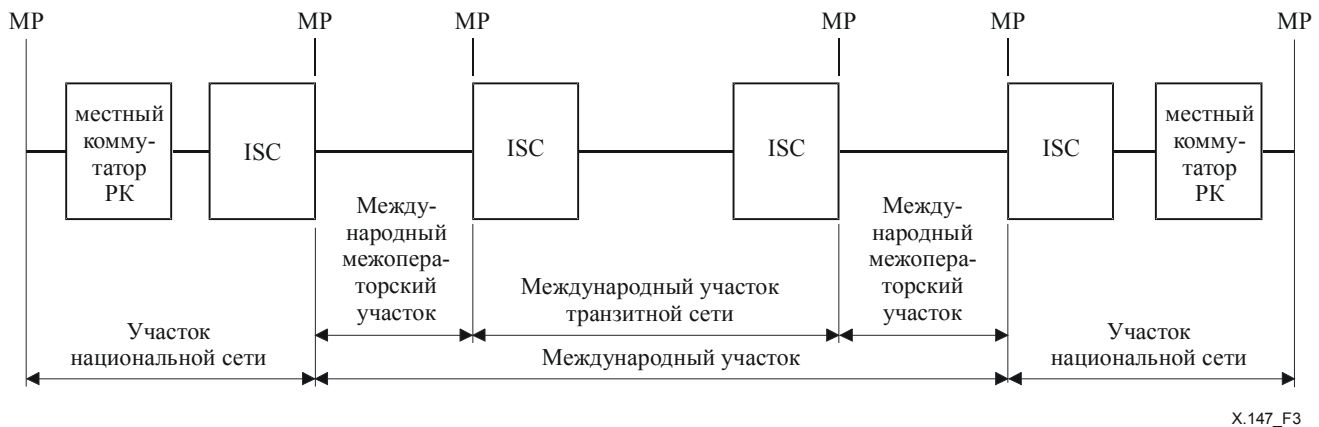 MP
MP
MP
MP
MP
MP
местный
комму-
татор
РК
ISC
ISC
ISC
ISC
местный
комму-
татор
РК
Между-
народный
межопера-
торский
участок
Международный участок
транзитной сети
Между-
народный
межопера-
торский
участок
Участок
национальной сети
Международный участок
Участок
национальной сети
X.147_F3